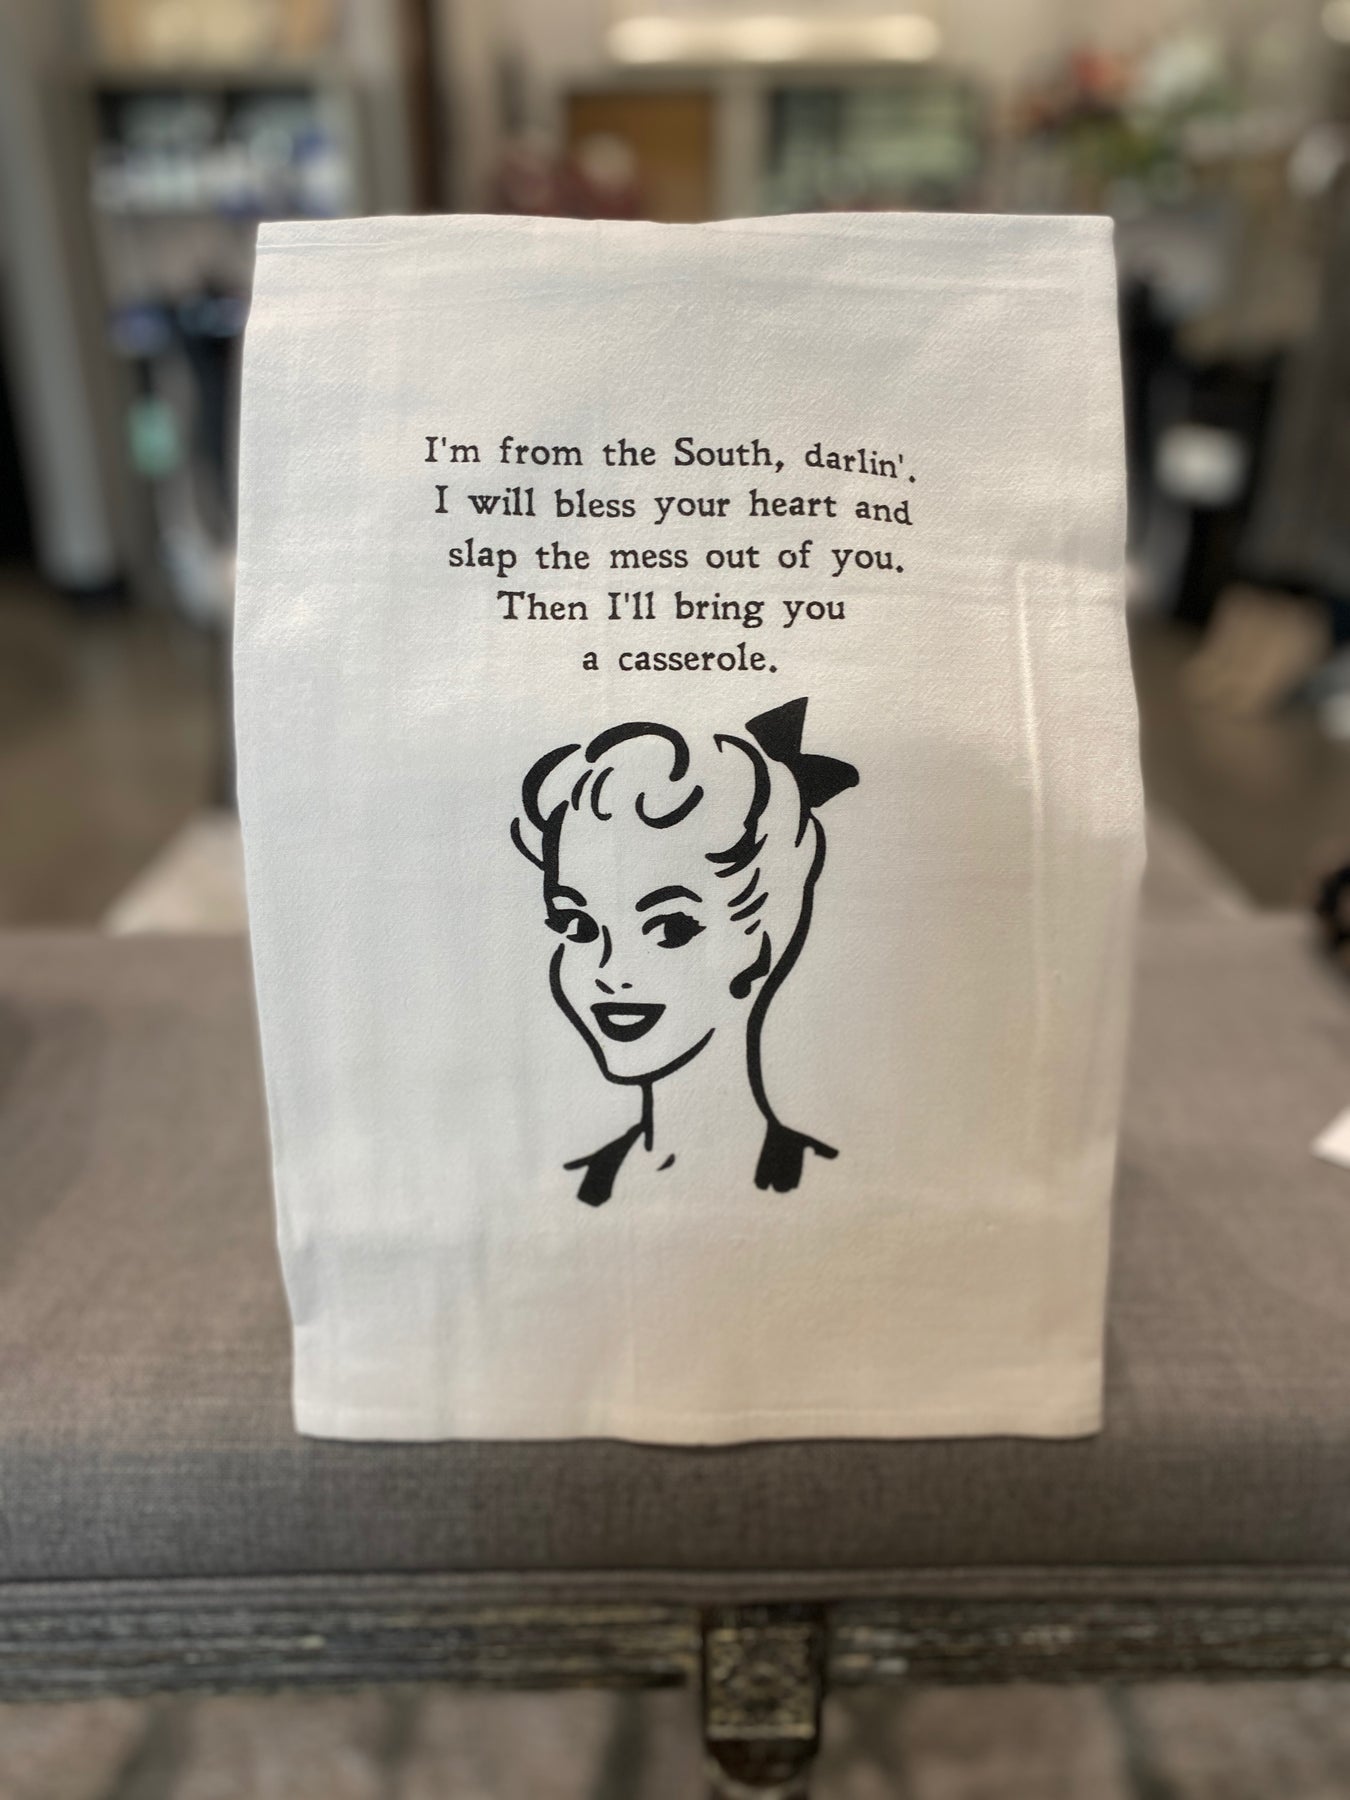 I'm from the South, darlin'.
I will bless your heart and
slap the mess out of you.
Then I'll bring you
a casserole.